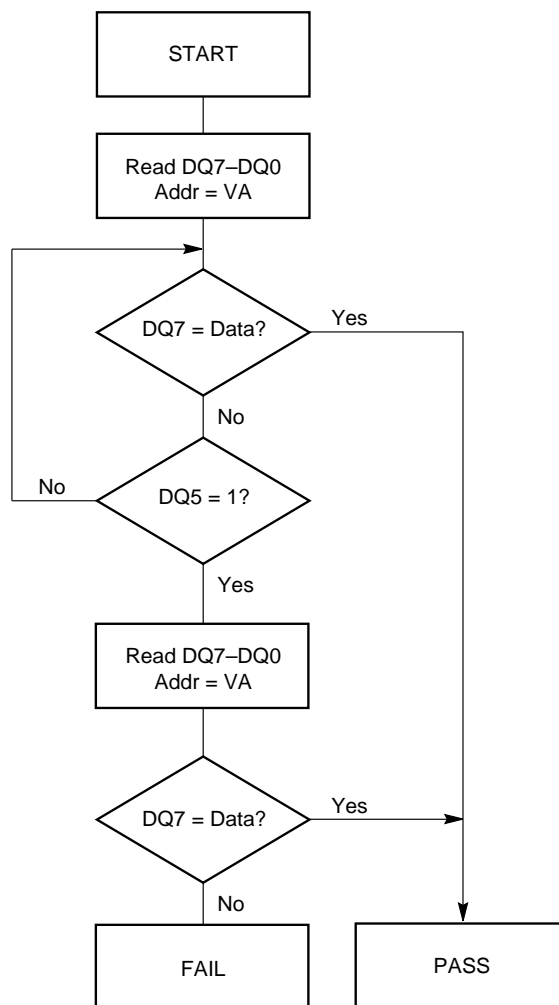 START
Read DQ7–DQ0
Addr = VA
DQ7 = Data?
Yes
No
No
DQ5 = 1?
Yes
Read DQ7–DQ0
Addr = VA
DQ7 = Data?
Yes
No
FAIL
PASS